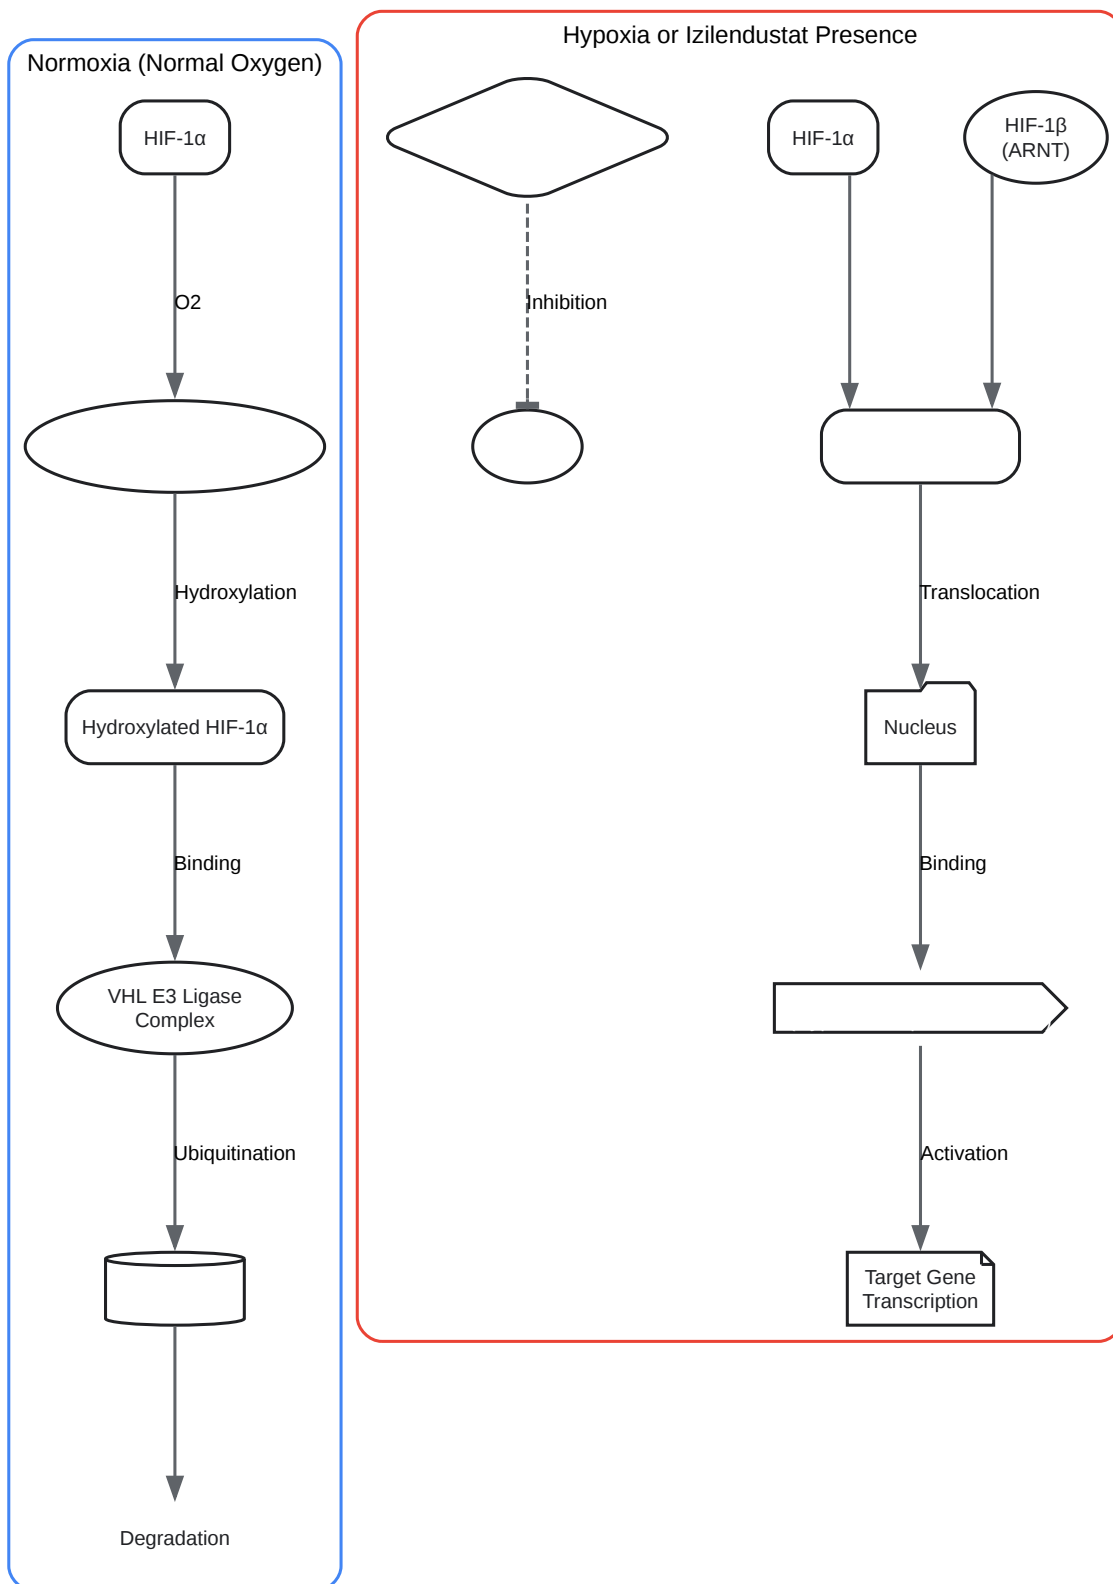 Normoxia (Normal Oxygen)
HIF-1α
O2
Hydroxylation
Hydroxylated HIF-1α
Binding
VHL E3 Ligase
Complex
Ubiquitination
Degradation
Hypoxia or Izilendustat Presence
Inhibition
HIF-1α
HIF-1β
(ARNT)
Translocation
Nucleus
Binding
Activation
Target Gene
Transcription